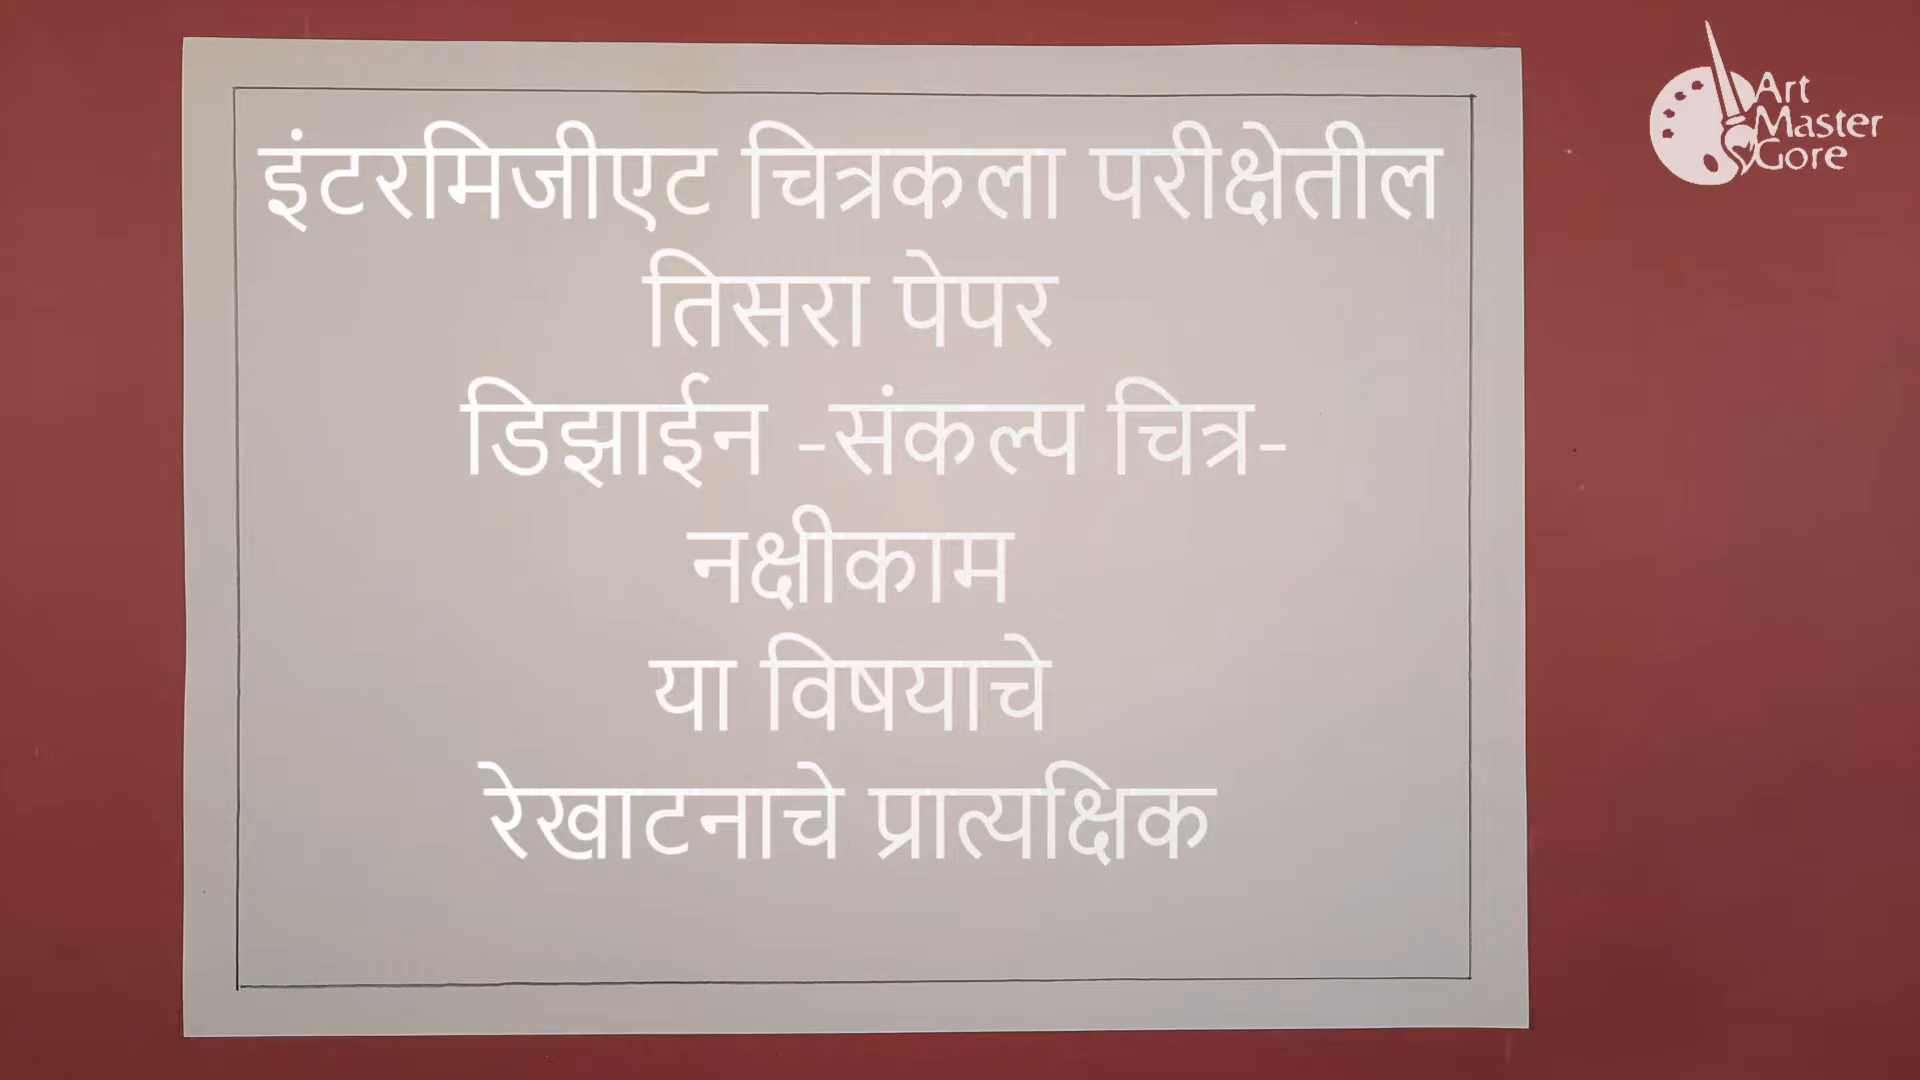 इंटरमिजीएट चित्रकला परीक्षेतील
तिसरा पेपर
डिझाईन -संकल्प चित्र-
नक्षीकाम
या विषयाचे
रेखाटनाचे प्रात्यक्षिक
Art
Master
Gore